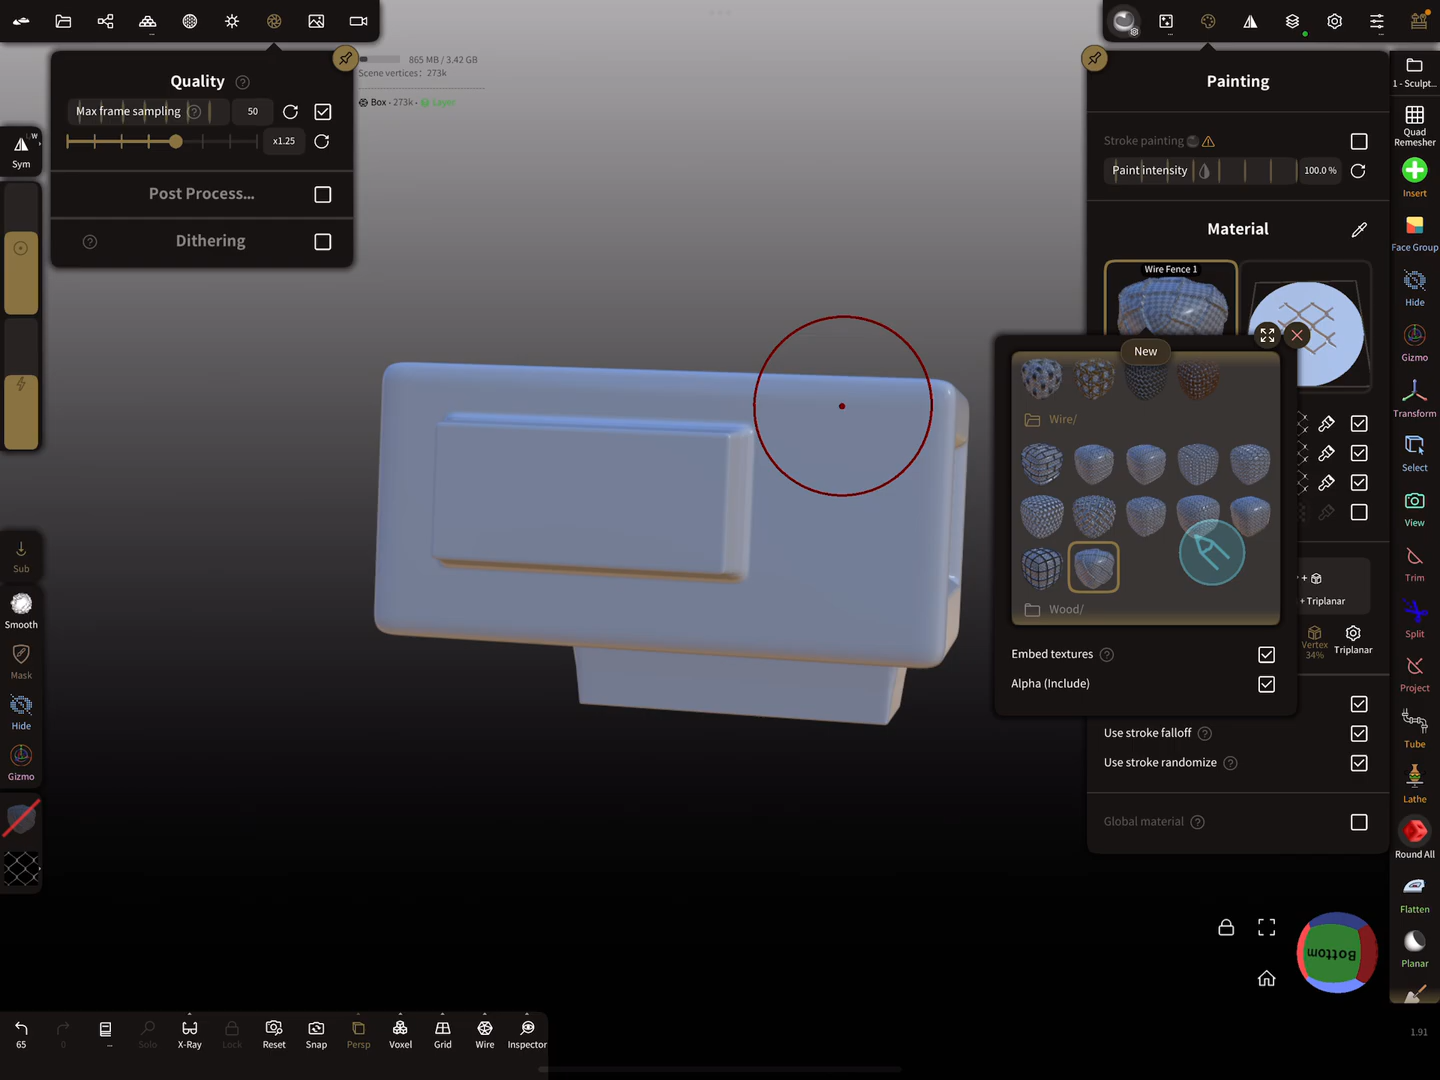 865 MB / 3.42 GB
Scene vertices: 273k
Box · 273k · Layer
Quality
Max frame sampling
50
x1.25
Post Process...
Dithering
UW
Sym
Sub
Smooth
Mask
Hide
Gizmo
Painting
Stroke painting
Paint intensity
100.0 %
Material
Wire Fence 1
New
Wire/
Wood/
Embed textures
Alpha (Include)
+
+ Triplanar
Vertex
34%
Triplanar
Use stroke falloff
Use stroke randomize
Global material
1 - Sculpt...
Quad
Remesher
Insert
Face Group
Hide
Gizmo
Transform
Select
View
Trim
Split
Project
Tube
Lathe
Round All
Flatten
Planar
Bottom
1.91
65
0
...
Solo
X-Ray
Lock
Reset
Snap
Persp
Voxel
Grid
Wire
Inspector